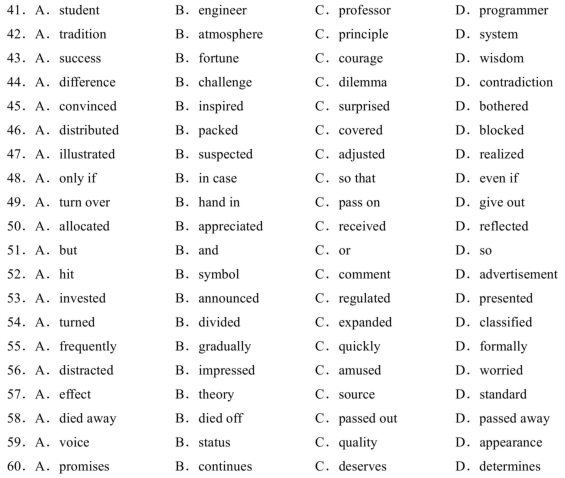 41. A. student B. engineer C. professor D. programmer
42. A. tradition B. atmosphere C. principle D. system
43. A. success B. fortune C. courage D. wisdom
44. A. difference B. challenge C. dilemma D. contradiction
45. A. convinced B. inspired C. surprised D. bothered
46. A. distributed B. packed C. covered D. blocked
47. A. illustrated B. suspected C. adjusted D. realized
48. A. only if B. in case C. so that D. even if
49. A. turn over B. hand in C. pass on D. give out
50. A. allocated B. appreciated C. received D. reflected
51. A. but B. and C. or D. so
52. A. hit B. symbol C. comment D. advertisement
53. A. invested B. announced C. regulated D. presented
54. A. turned B. divided C. expanded D. classified
55. A. frequently B. gradually C. quickly D. formally
56. A. distracted B. impressed C. amused D. worried
57. A. effect B. theory C. source D. standard
58. A. died away B. died off C. passed out D. passed away
59. A. voice B. status C. quality D. appearance
60. A. promises B. continues C. deserves D. determines